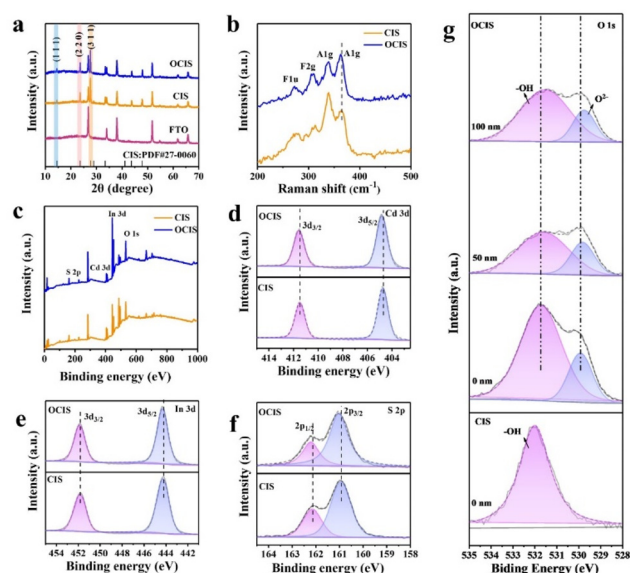 a
(1 1 1)
(2 2 0)
(3 1 1)
OCIS
CIS
FTO
CIS:PDF#27-0060
Intensity (a.u.)
10 20 30 40 50 60 70
2θ (degree)
b
CIS
OCIS
F1u
F2g
A1g
A1g
Intensity (a.u.)
200 300 400 500
Raman shift (cm-1)
c
CIS
OCIS
In 3d
O 1s
S 2p
Cd 3d
Intensity (a.u.)
0 200 400 600 800 1000
Binding energy (eV)
d
OCIS
3d3/2
3d5/2
Cd 3d
CIS
Intensity (a.u.)
414 412 410 408 406 404
Binding energy (eV)
e
OCIS
3d3/2
3d5/2
In 3d
CIS
Intensity (a.u.)
454 452 450 448 446 444 442
Binding energy (eV)
f
OCIS
2p1/2
2p3/2
S 2p
CIS
Intensity (a.u.)
164 163 162 161 160 159 158
Binding energy (eV)
g
OCIS
O 1s
-OH
O2-
100 nm
50 nm
0 nm
CIS
-OH
0 nm
Intensity (a.u.)
535 534 533 532 531 530 529 528
Binding Energy (eV)